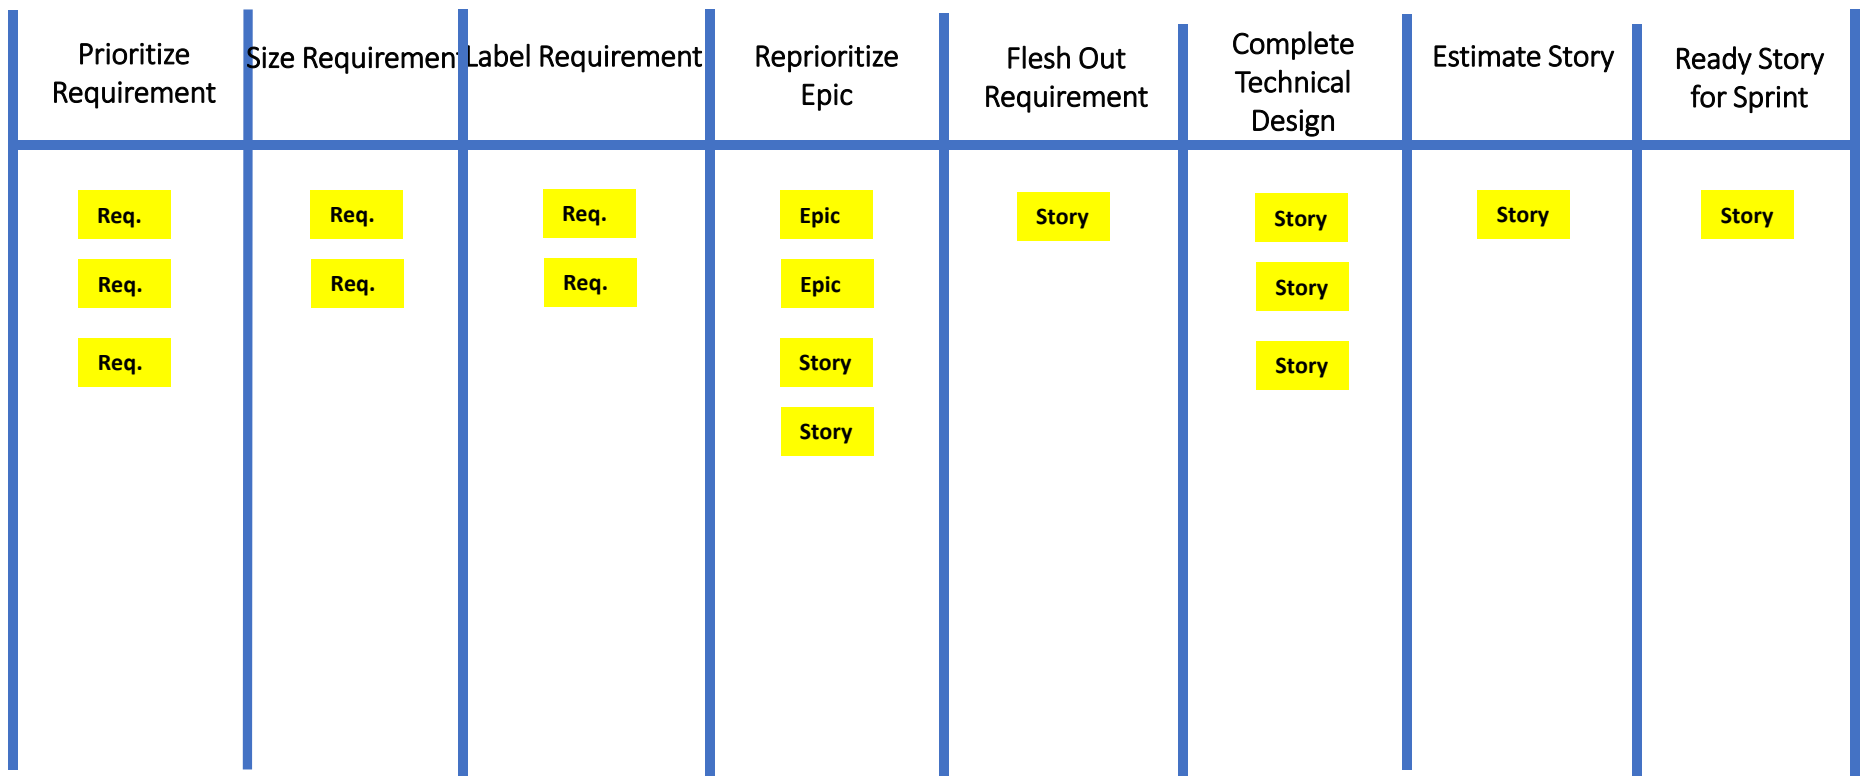 Prioritize
Requirement
Size Requirement
Label Requirement
Reprioritize
Epic
Flesh Out
Requirement
Complete
Technical
Design
Estimate Story
Ready Story
for Sprint
Req.
Req.
Req.
Req.
Req.
Req.
Req.
Epic
Epic
Story
Story
Story
Story
Story
Story
Story
Story